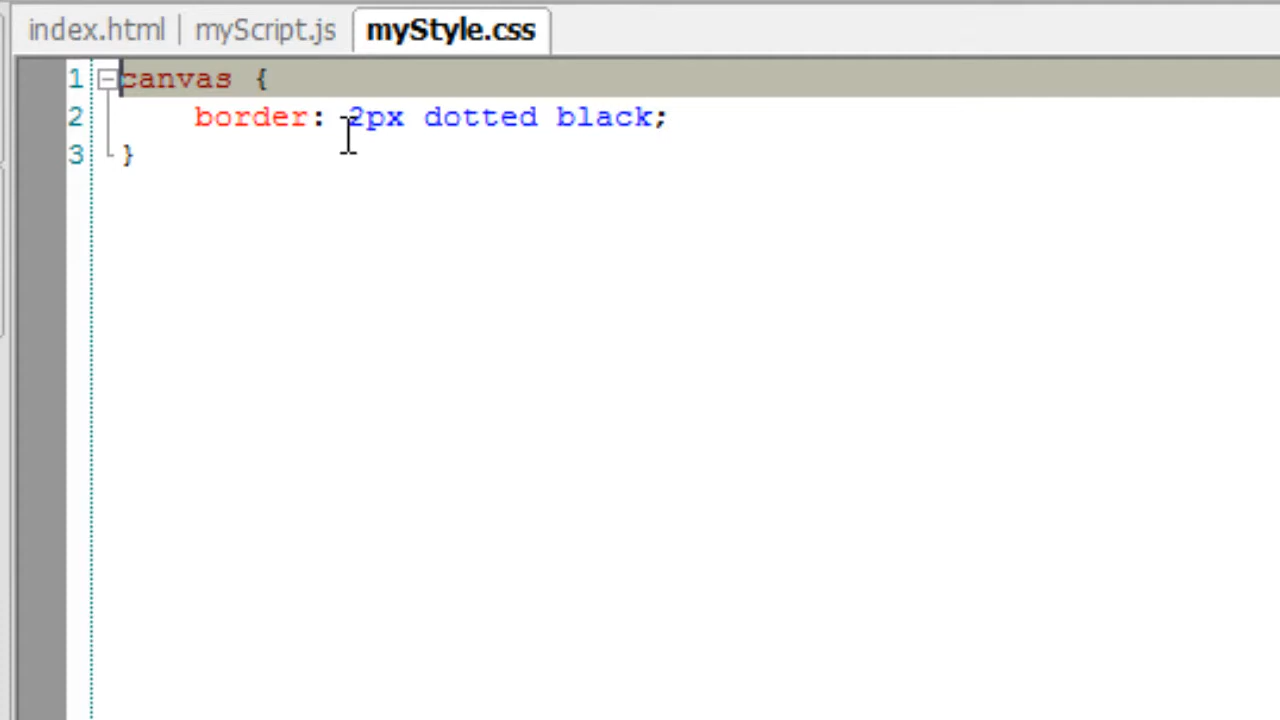 index.html | myScript.js myStyle.css
1 canvas {
2 border: 2px dotted black;
3 }